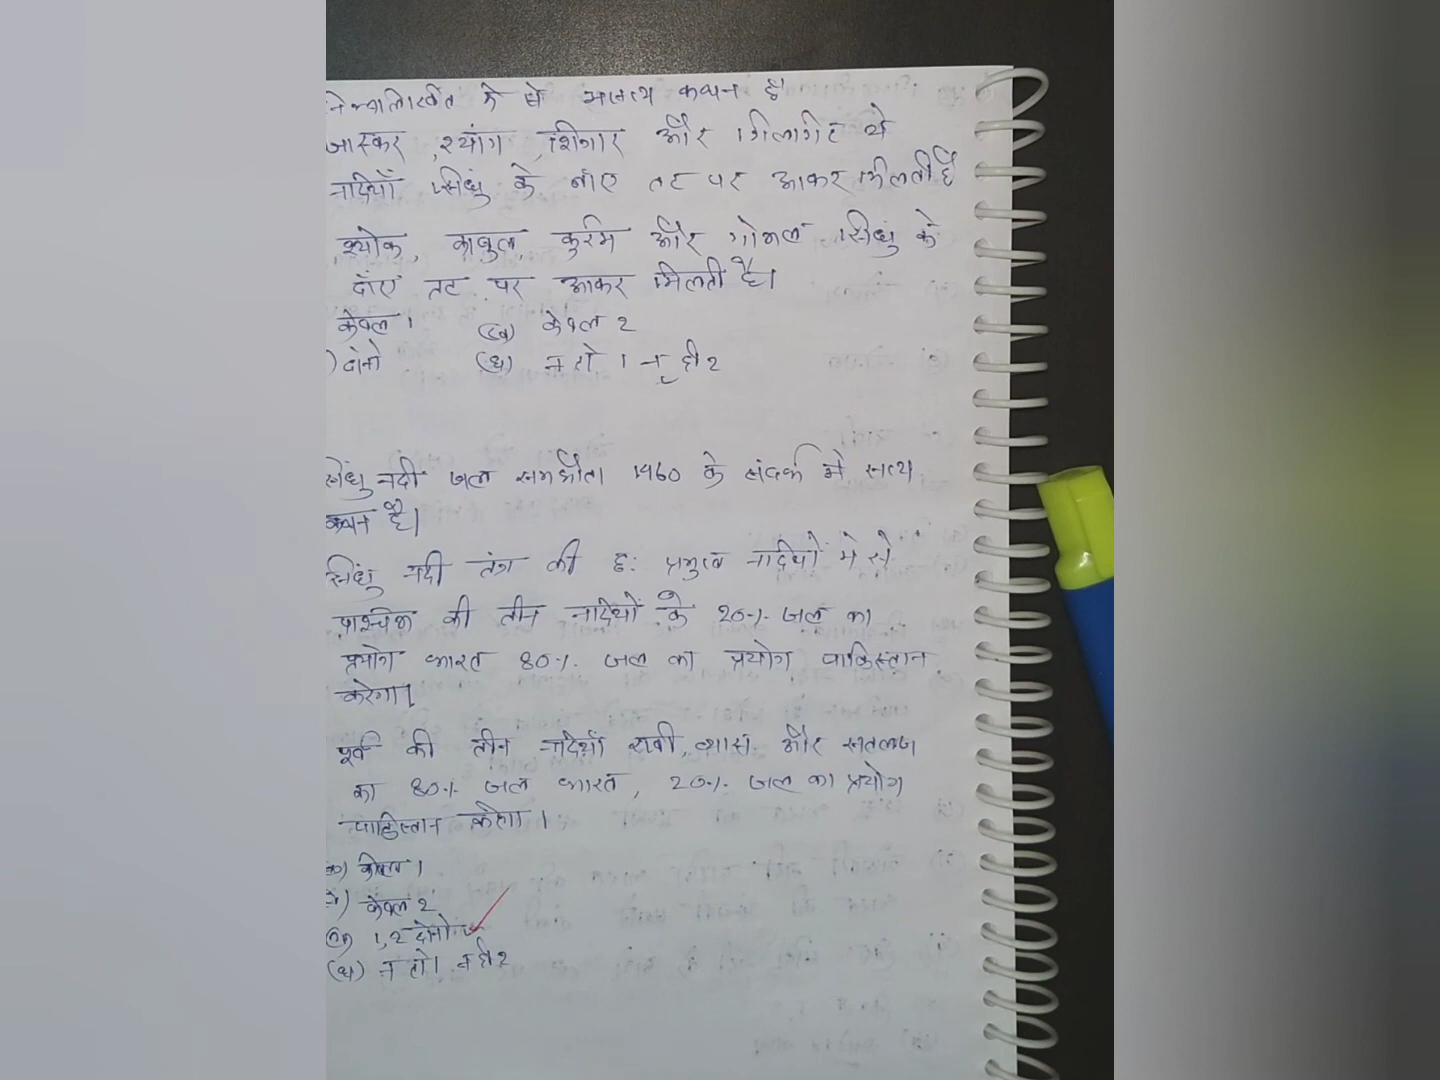 निम्नलिखित मे से असत्य कथन है।
जास्कर, श्यांग, शिगार और गिलगिट ये
नदियाँ सिंधु के बांए तट पर आकर मिलती है
श्योक, काबुल, कुर्रम और गोमल सिंधु के
दॉए तट पर आकर मिलती है।
केवल 1 (ख) केवल 2
) दोनो (घ) न तो 1 न ही 2
सिंधु नदी जल समझौता 1960 के संदर्भ मे सत्य
कथन है।
सिंधु नदी तंत्र की छ: प्रमुख नदियों मे से
पश्चिम की तीन नदियों के 20% जल का
प्रयोग भारत 80% जल का प्रयोग पाकिस्तान
करेगा।
पूर्व की तीन नदियाँ रावी, व्यास और सतलज
का 80% जल भारत, 20% जल का प्रयोग
पाकिस्तान करेगा।
क) केवल 1
) केवल 2
(ग) 1,2 दोनो
(घ) न तो 1 न ही 2